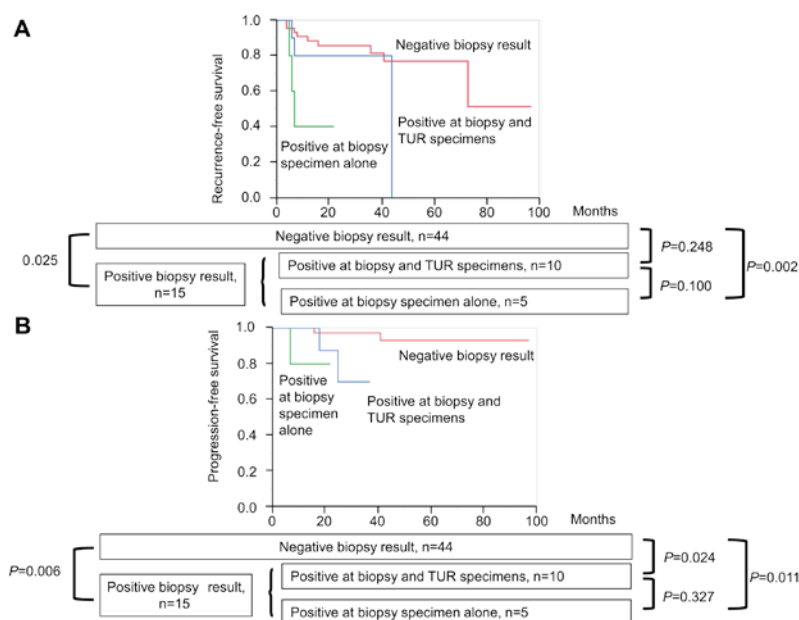 A
1.0
0.8
0.6
0.4
0.2
0.0
Recurrence-free survival
Negative biopsy result
Positive at biopsy and
TUR specimens
Positive at biopsy
specimen alone
0 20 40 60 80 100 Months
Negative biopsy result, n=44
0.025
Positive biopsy result,
n=15
Positive at biopsy and TUR specimens, n=10
Positive at biopsy specimen alone, n=5
P=0.248
P=0.100
P=0.002
B
1.0
0.8
0.6
0.4
0.2
0.0
Progression-free survival
Negative biopsy result
Positive
at biopsy
specimen
alone
Positive at biopsy and
TUR specimens
0 20 40 60 80 100 Months
Negative biopsy result, n=44
P=0.006
Positive biopsy result,
n=15
Positive at biopsy and TUR specimens, n=10
Positive at biopsy specimen alone, n=5
P=0.024
P=0.327
P=0.011